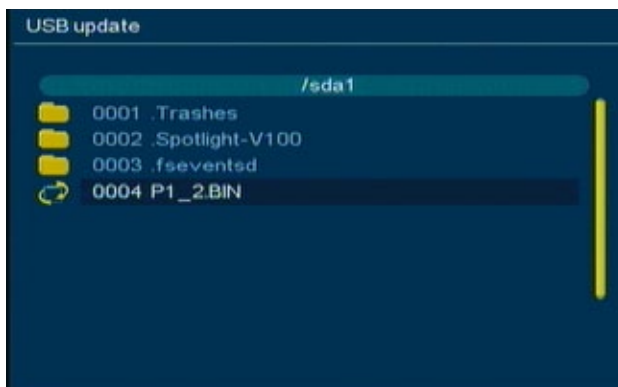 USB update
/sda1
0001 .Trashes
0002 .Spotlight-V100
0003 .fseventsd
0004 P1_2.BIN